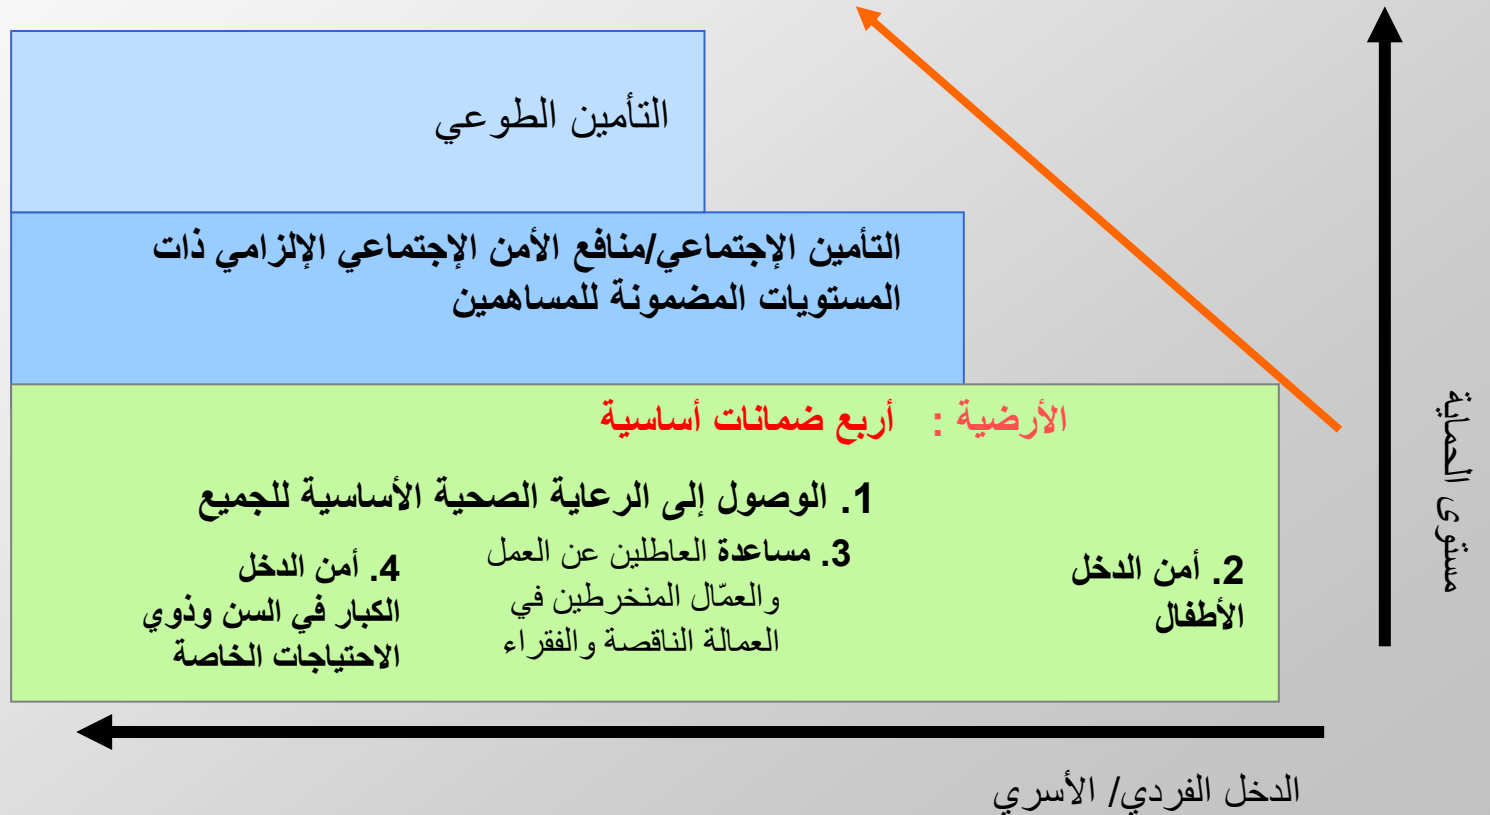 التأمين الطوعي
التأمين الإجتماعي/منافع الأمن الإجتماعي الإلزامي ذات
المستويات المضمونة للمساهمين
الأرضية : أربع ضمانات أساسية
1. الوصول إلى الرعاية الصحية الأساسية للجميع
2. أمن الدخل
الأطفال
3. مساعدة العاطلين عن العمل
والعمّال المنخرطين في
العمالة الناقصة والفقراء
4. أمن الدخل
الكبار في السن وذوي
الاحتياجات الخاصة
مستوى الحماية
الدخل الفردي/ الأسري